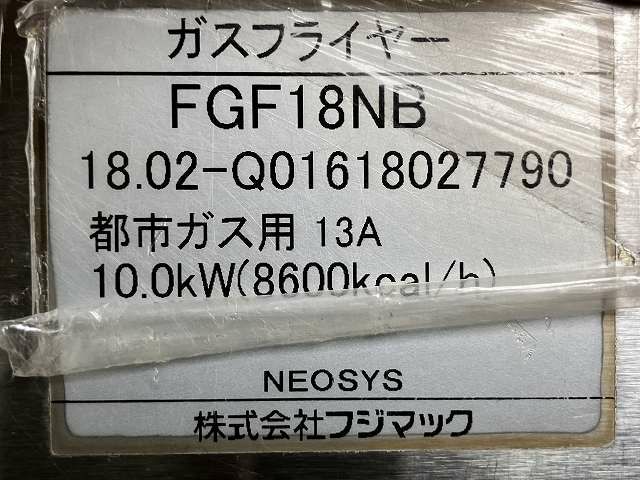 ガスフライヤー
FGF18NB
18.02-Q01618027790
都市ガス用 13A
10.0kW(8600kcal/h)
NEOSYS
株式会社フジマック